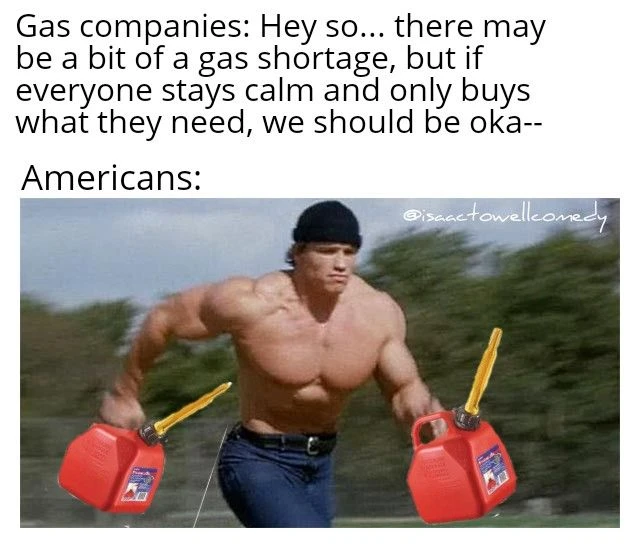 Gas companies: Hey so... there may
be a bit of a gas shortage, but if
everyone stays calm and only buys
what they need, we should be oka--
Americans:
@isaactowellcomedy